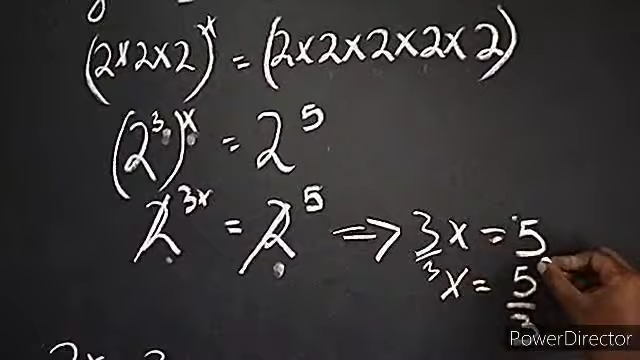 (2×2×2)^x = (2×2×2×2×2)
(2^3)^x = 2^5
2^3x = 2^5 ⇒ 3x = 5
3 x = 5/3
PowerDirector